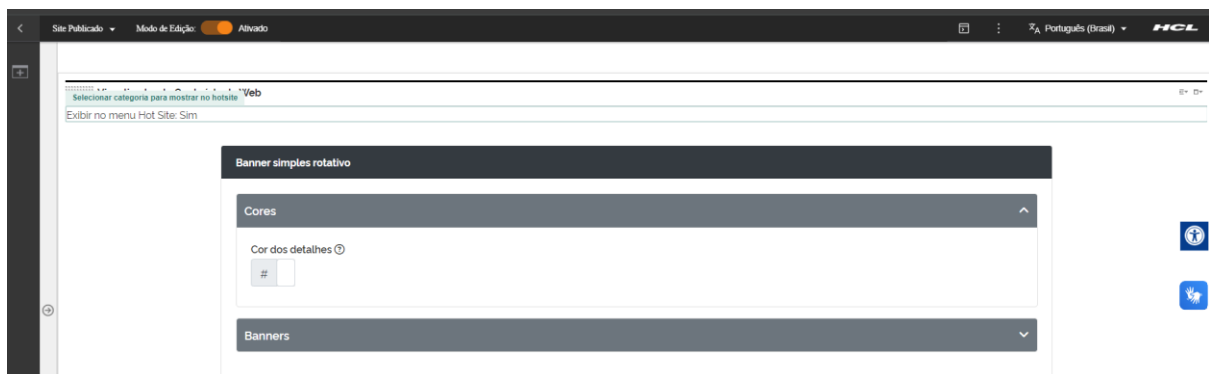 Site Publicado Modo de Edição: Ativado Português (Brasil) HCL
Web
Selecionar categoria para mostrar no hotsite
Exibir no menu Hot Site: Sim
Banner simples rotativo
Cores
Cor dos detalhes
#
Banners